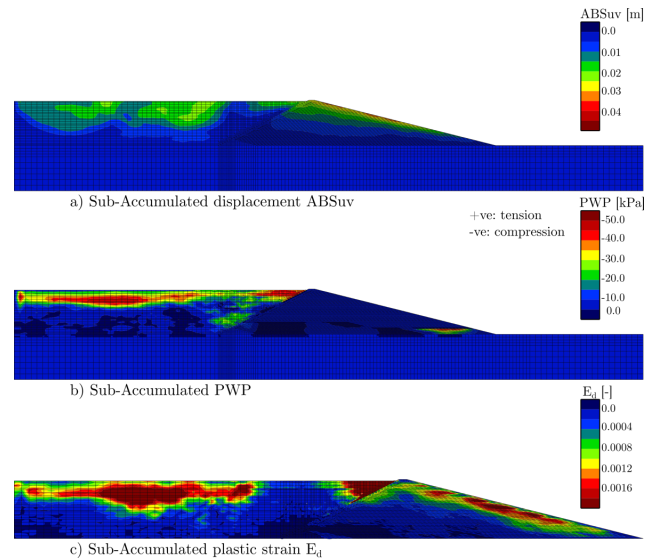 ABSuv [m]
0.0
0.01
0.02
0.03
0.04
a) Sub-Accumulated displacement ABSuv
+ve: tension
-ve: compression
PWP [kPa]
-50.0
-40.0
-30.0
-20.0
-10.0
0.0
b) Sub-Accumulated PWP
E_d [-]
0.0
0.0004
0.0008
0.0012
0.0016
c) Sub-Accumulated plastic strain E_d